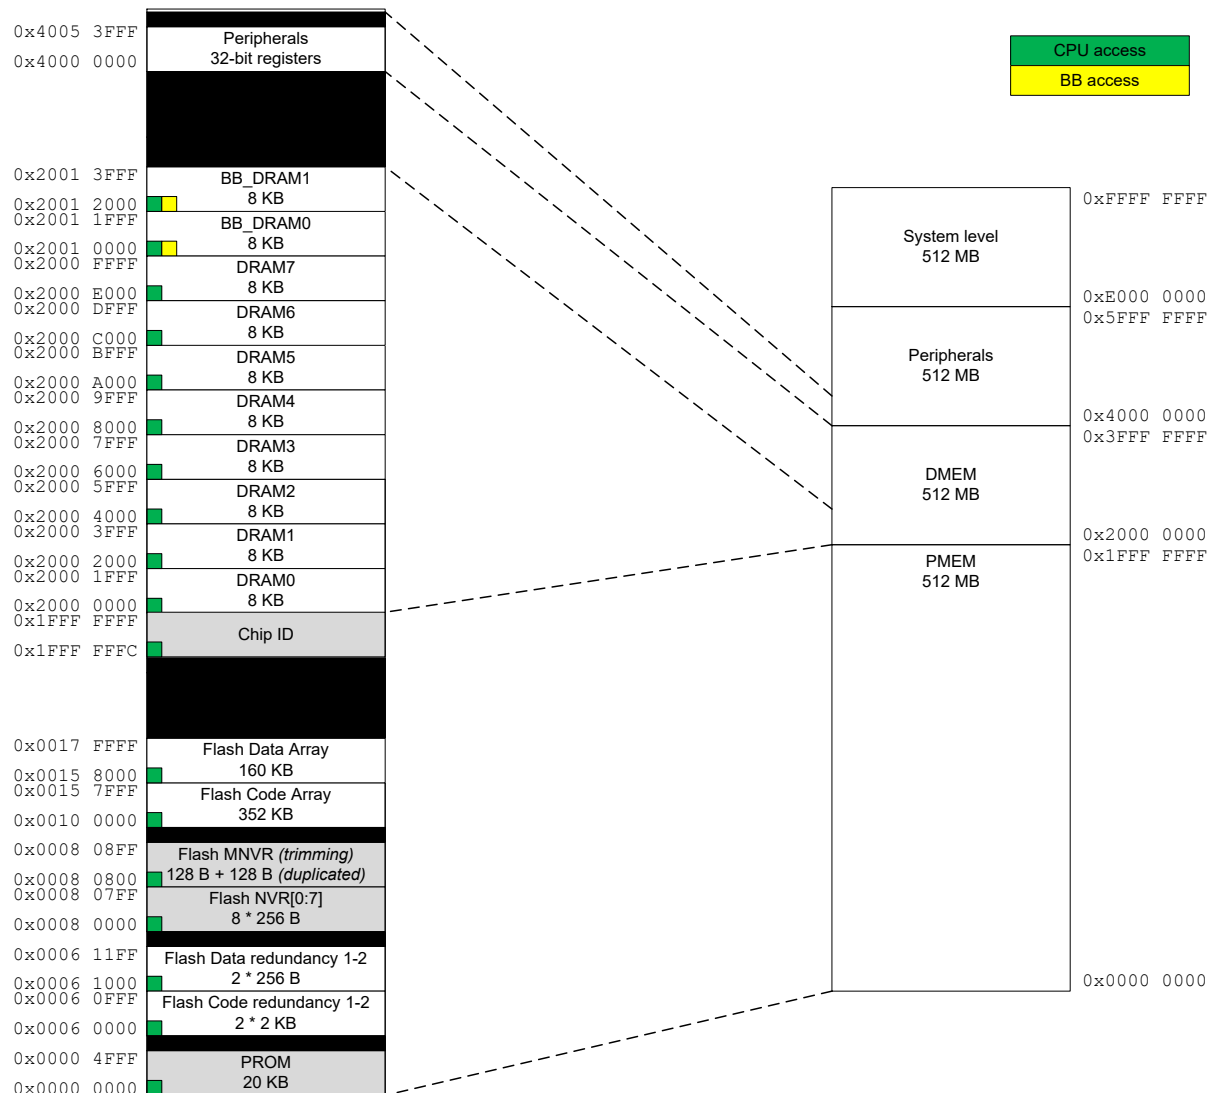 0x4005 3FFF
Peripherals
32-bit registers
0x4000 0000
0x2001 3FFF
BB_DRAM1
8 KB
0x2001 2000
0x2001 1FFF
BB_DRAM0
8 KB
0x2001 0000
0x2000 FFFF
DRAM7
8 KB
0x2000 E000
0x2000 DFFF
DRAM6
8 KB
0x2000 C000
0x2000 BFFF
DRAM5
8 KB
0x2000 A000
0x2000 9FFF
DRAM4
8 KB
0x2000 8000
0x2000 7FFF
DRAM3
8 KB
0x2000 6000
0x2000 5FFF
DRAM2
8 KB
0x2000 4000
0x2000 3FFF
DRAM1
8 KB
0x2000 2000
0x2000 1FFF
DRAM0
8 KB
0x2000 0000
0x1FFF FFFF
Chip ID
0x1FFF FFFC
0x0017 FFFF
Flash Data Array
160 KB
0x0015 8000
0x0015 7FFF
Flash Code Array
352 KB
0x0010 0000
0x0008 08FF
Flash MNVR (trimming)
128 B + 128 B (duplicated)
0x0008 0800
0x0008 07FF
Flash NVR[0:7]
8 * 256 B
0x0008 0000
0x0006 11FF
Flash Data redundancy 1-2
2 * 256 B
0x0006 1000
0x0006 0FFF
Flash Code redundancy 1-2
2 * 2 KB
0x0006 0000
0x0000 4FFF
PROM
20 KB
0x0000 0000
CPU access
BB access
0xFFFF FFFF
System level
512 MB
0xE000 0000
0x5FFF FFFF
Peripherals
512 MB
0x4000 0000
0x3FFF FFFF
DMEM
512 MB
0x2000 0000
0x1FFF FFFF
PMEM
512 MB
0x0000 0000